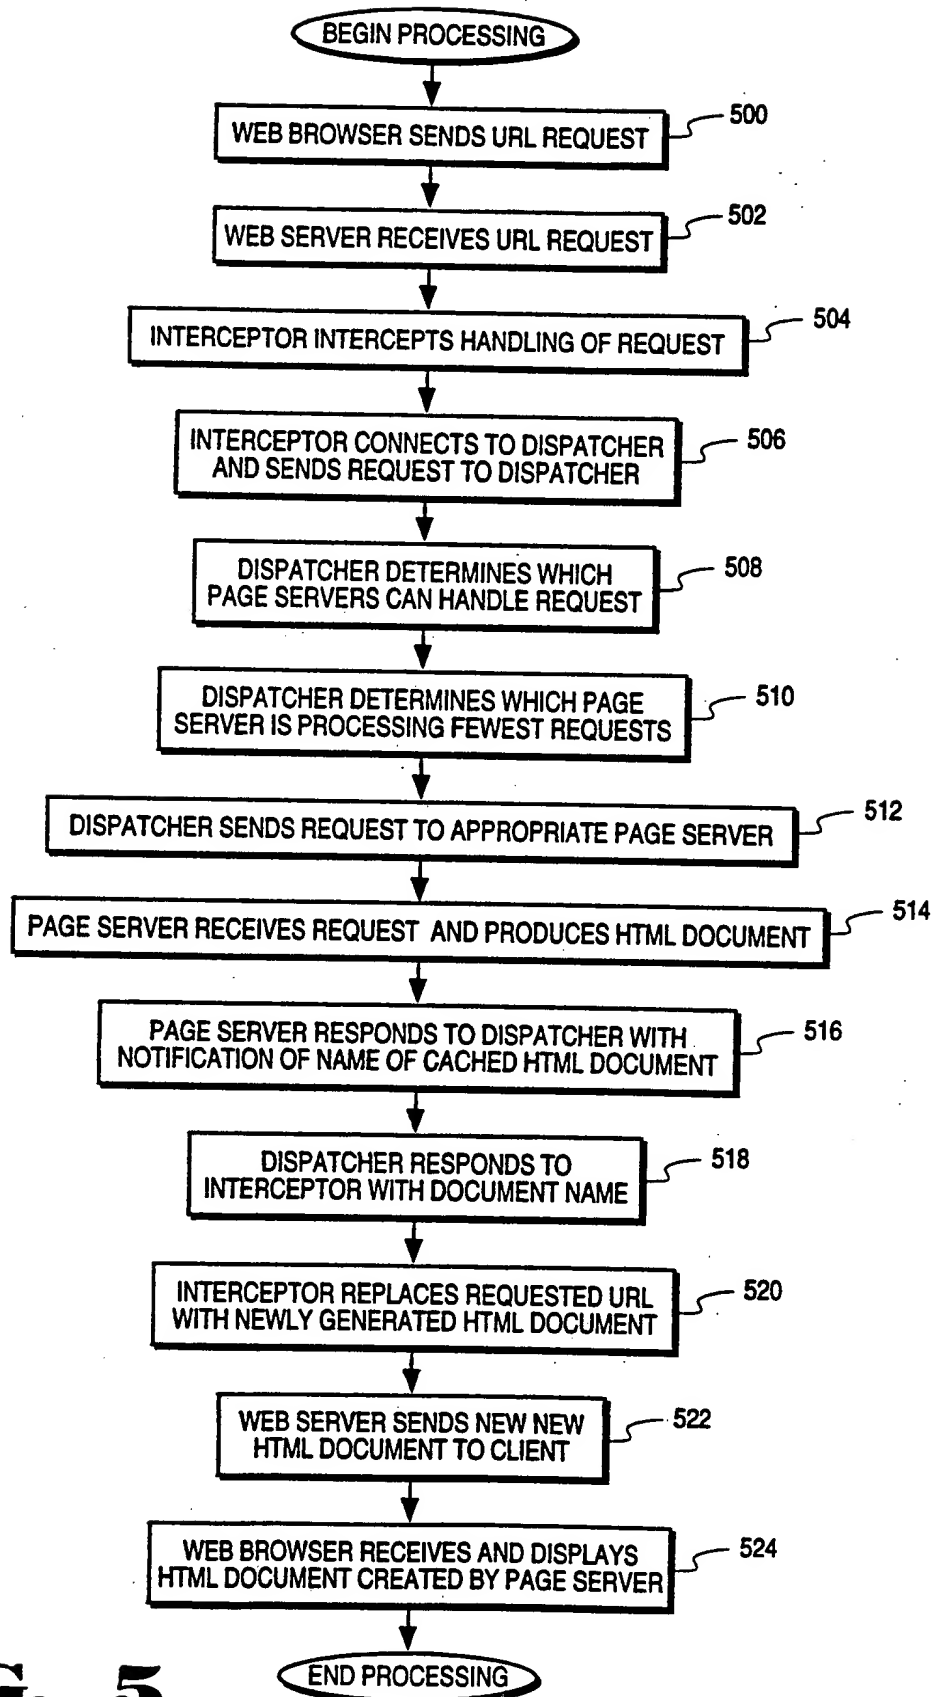 BEGIN PROCESSING
WEB BROWSER SENDS URL REQUEST
500
WEB SERVER RECEIVES URL REQUEST
502
INTERCEPTOR INTERCEPTS HANDLING OF REQUEST
504
INTERCEPTOR CONNECTS TO DISPATCHER
AND SENDS REQUEST TO DISPATCHER
506
DISPATCHER DETERMINES WHICH
PAGE SERVERS CAN HANDLE REQUEST
508
DISPATCHER DETERMINES WHICH PAGE
SERVER IS PROCESSING FEWEST REQUESTS
510
DISPATCHER SENDS REQUEST TO APPROPRIATE PAGE SERVER
512
PAGE SERVER RECEIVES REQUEST AND PRODUCES HTML DOCUMENT
514
PAGE SERVER RESPONDS TO DISPATCHER WITH
NOTIFICATION OF NAME OF CACHED HTML DOCUMENT
516
DISPATCHER RESPONDS TO
INTERCEPTOR WITH DOCUMENT NAME
518
INTERCEPTOR REPLACES REQUESTED URL
WITH NEWLY GENERATED HTML DOCUMENT
520
WEB SERVER SENDS NEW NEW
HTML DOCUMENT TO CLIENT
522
WEB BROWSER RECEIVES AND DISPLAYS
HTML DOCUMENT CREATED BY PAGE SERVER
524
END PROCESSING
5